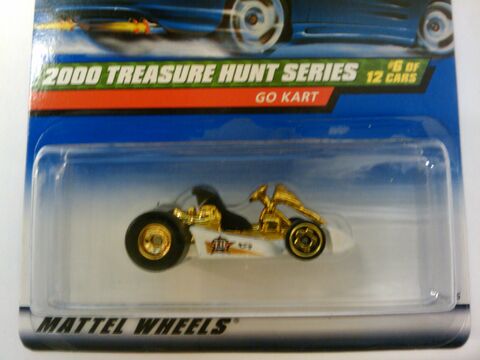 2000 TREASURE HUNT SERIES
#6 OF
12 CARS
GO KART
MATTEL WHEELS®